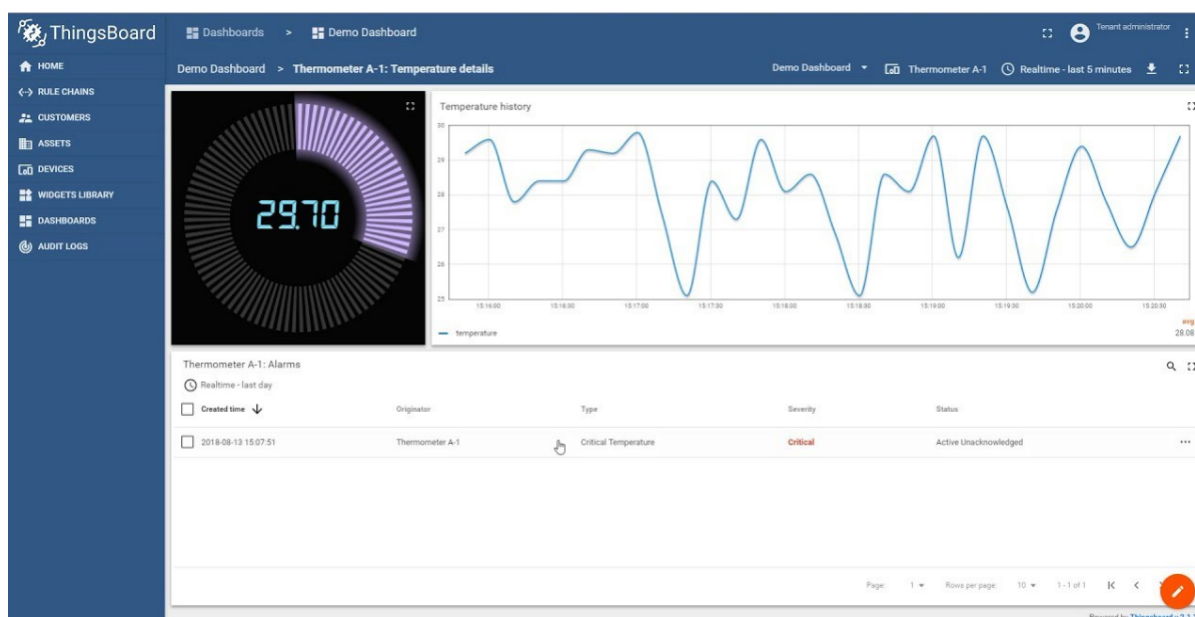 ThingsBoard
Dashboards > Demo Dashboard
Tenant administrator
HOME
RULE CHAINS
CUSTOMERS
ASSETS
DEVICES
WIDGETS LIBRARY
DASHBOARDS
AUDIT LOGS
Demo Dashboard > Thermometer A-1: Temperature details
Demo Dashboard Thermometer A-1 Realtime - last 5 minutes
29.70
Temperature history
30
29
28
27
26
25
15:16:00 15:16:30 15:17:00 15:17:30 15:18:00 15:18:30 15:19:00 15:19:30 15:20:00 15:20:30
avg
temperature 28.08
Thermometer A-1: Alarms
Realtime - last day
Created time Originator Type Severity Status
2018-08-13 15:07:51 Thermometer A-1 Critical Temperature Critical Active Unacknowledged
Page: 1 Rows per page: 10 1 - 1 of 1
Powered by Thingsboard